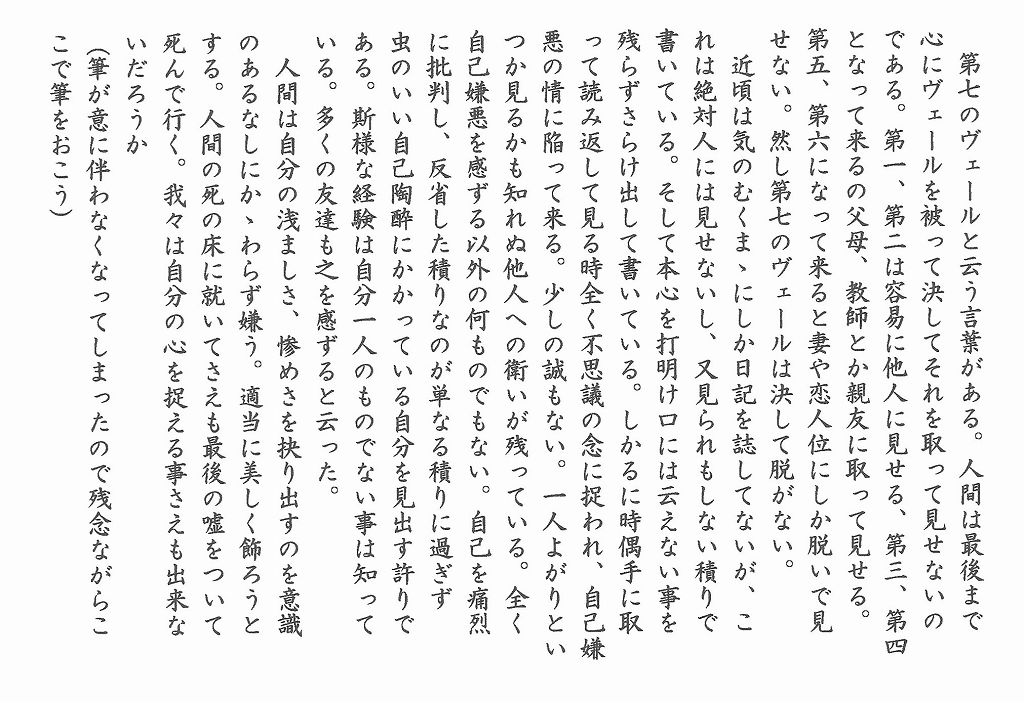 第七のヴェールと云う言葉がある。人間は最後まで
心にヴェールを被って決してそれを取って見せないの
である。第一、第二は容易に他人に見せる、第三、第四
となって来るの父母、教師とか親友に取って見せる。
第五、第六になって来ると妻や恋人位にしか脱いで見
せない。然し第七のヴェールは決して脱がない。
近頃は気のむくまゝにしか日記を誌してないが、こ
れは絶対人には見せないし、又見られもしない積りで
書いている。そして本心を打明け口には云えない事を
残らずさらけ出して書いている。しかるに時偶手に取
って読み返して見る時全く不思議の念に捉われ、自己嫌
悪の情に陥って来る。少しの誠もない。一人よがりとい
つか見るかも知れぬ他人への衛いが残っている。全く
自己嫌悪を感ずる以外の何ものでもない。自己を痛烈
に批判し、反省した積りなのが単なる積りに過ぎず
虫のいい自己陶酔にかかっている自分を見出す許りで
ある。斯様な経験は自分一人のものでない事は知って
いる。多くの友達も之を感ずると云った。
人間は自分の浅ましさ、惨めさを抉り出すのを意識
のあるなしにかゝわらず嫌う。適当に美しく飾ろうと
する。人間の死の床に就いてさえも最後の嘘をついて
死んで行く。我々は自分の心を捉える事さえも出来な
いだろうか
（筆が意に伴わなくなってしまったので残念ながらこ
こで筆をおこう）